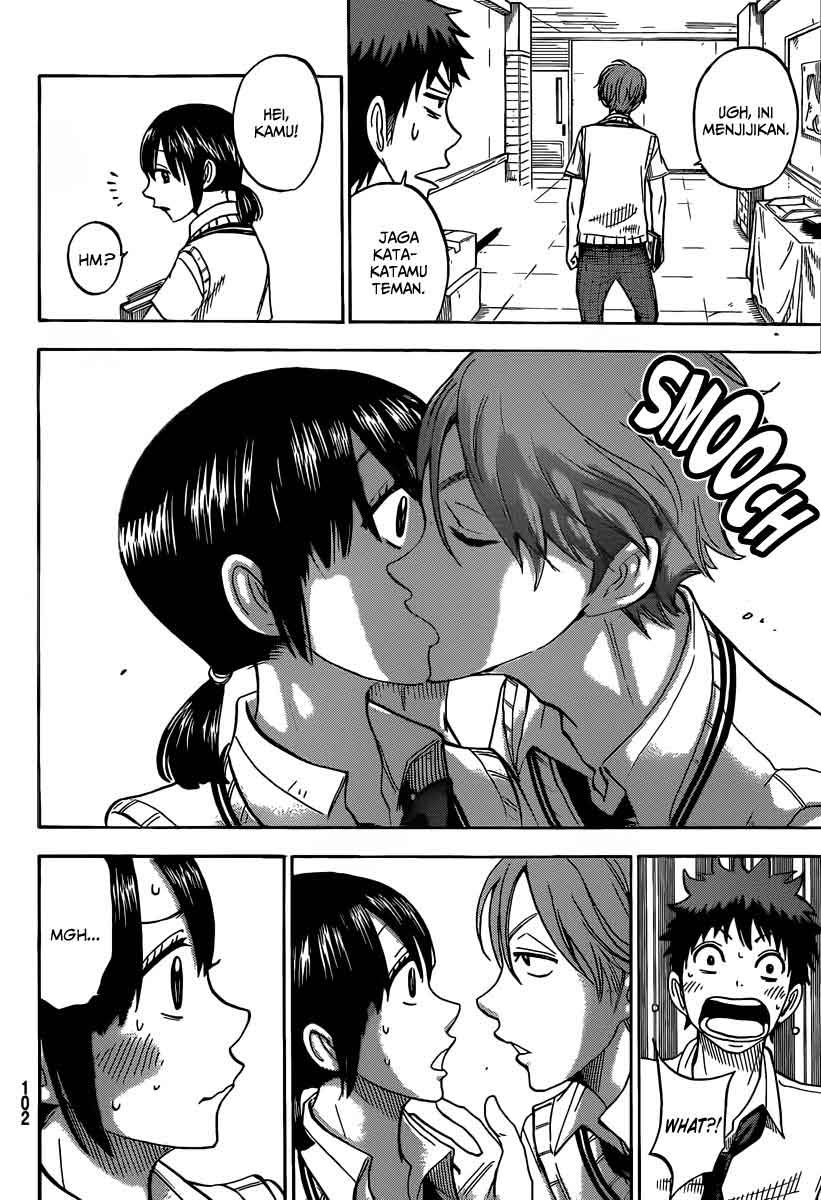 UGH, INI
MENJIJIKAN.
JAGA
KATA-
KATAMU
TEMAN.
HEI,
KAMU!
HM?
SMOOCH
WHAT?!
MGH...
102